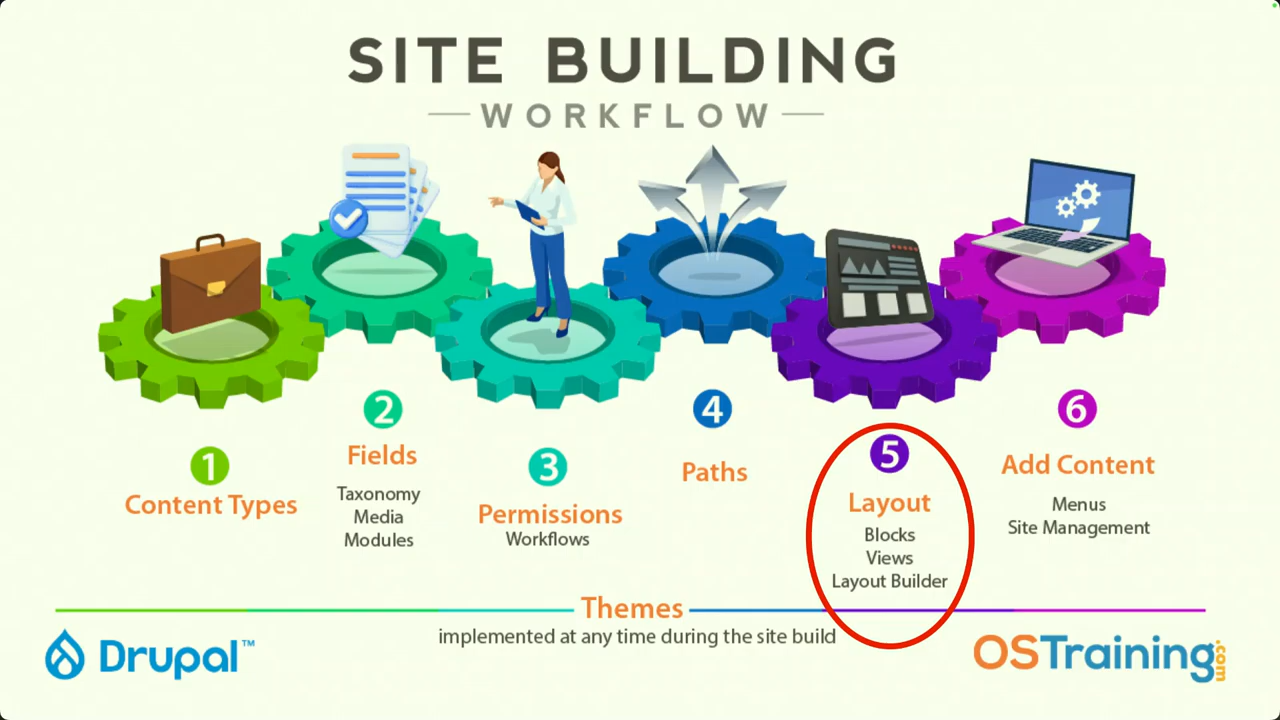 SITE BUILDING
WORKFLOW
1
Content Types
2
Fields
Taxonomy
Media
Modules
3
Permissions
Workflows
4
Paths
5
Layout
Blocks
Views
Layout Builder
6
Add Content
Menus
Site Management
Themes
implemented at any time during the site build
Drupal™
OSTraining.com